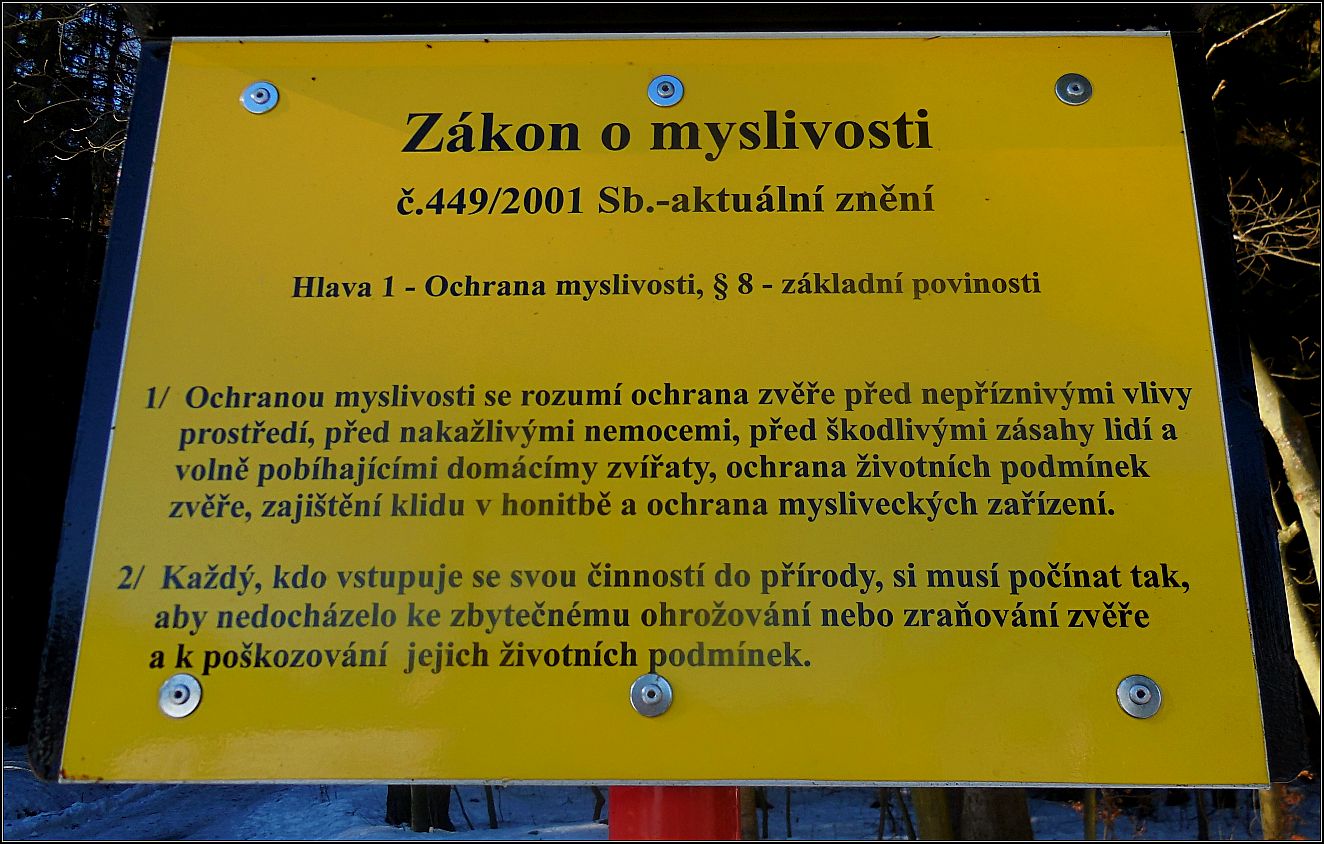 Zákon o myslivosti
č.449/2001 Sb.-aktuální znění
Hlava 1 - Ochrana myslivosti, § 8 - základní povinosti
1/ Ochranou myslivosti se rozumí ochrana zvěře před nepříznivými vlivy
prostředí, před nakažlivými nemocemi, před škodlivými zásahy lidí a
volně pobíhajícími domácímy zvířaty, ochrana životních podmínek
zvěře, zajištění klidu v honitbě a ochrana mysliveckých zařízení.
2/ Každý, kdo vstupuje se svou činností do přírody, si musí počínat tak,
aby nedocházelo ke zbytečnému ohrožování nebo zraňování zvěře
a k poškozování jejich životních podmínek.